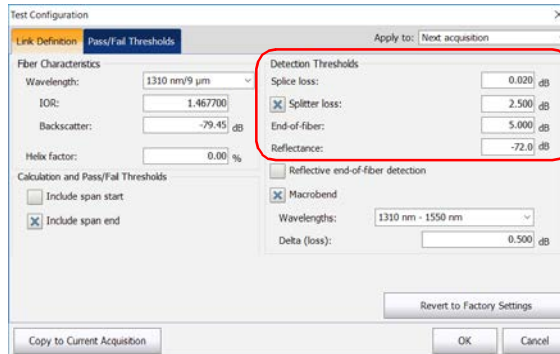 Test Configuration
Link Definition Pass/Fail Thresholds Apply to: Next acquisition
Fiber Characteristics
Wavelength: 1310 nm/9 µm
IOR: 1.467700
Backscatter: -79.45 dB
Helix factor: 0.00 %
Calculation and Pass/Fail Thresholds
Include span start
Include span end
Detection Thresholds
Splice loss: 0.020 dB
Splitter loss: 2.500 dB
End-of-fiber: 5.000 dB
Reflectance: -72.0 dB
Reflective end-of-fiber detection
Macrobend
Wavelengths: 1310 nm - 1550 nm
Delta (loss): 0.500 dB
Revert to Factory Settings
Copy to Current Acquisition OK Cancel